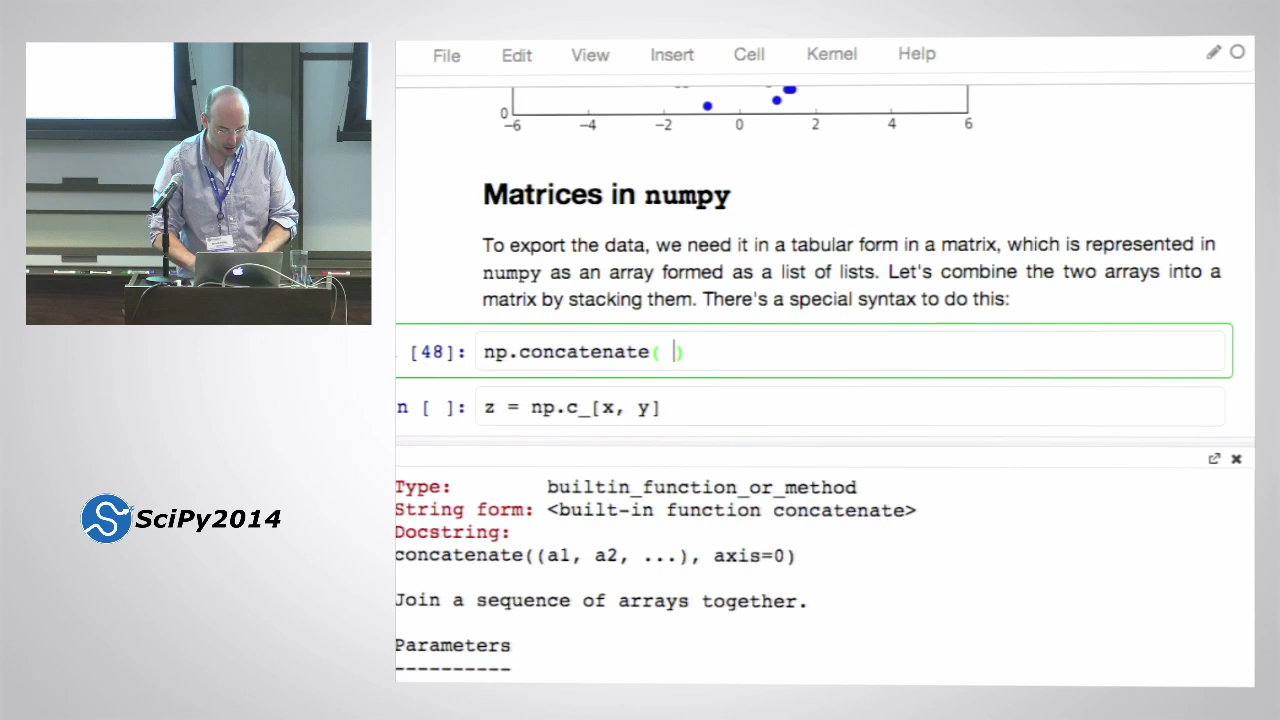 File Edit View Insert Cell Kernel Help
0
−6 −4 −2 0 2 4 6
Matrices in numpy
To export the data, we need it in a tabular form in a matrix, which is represented in
numpy as an array formed as a list of lists. Let's combine the two arrays into a
matrix by stacking them. There's a special syntax to do this:
[48]: np.concatenate( )
n [ ]: z = np.c_[x, y]
Type: builtin_function_or_method
String form: <built-in function concatenate>
Docstring:
concatenate((a1, a2, ...), axis=0)
Join a sequence of arrays together.
Parameters
----------
SciPy2014